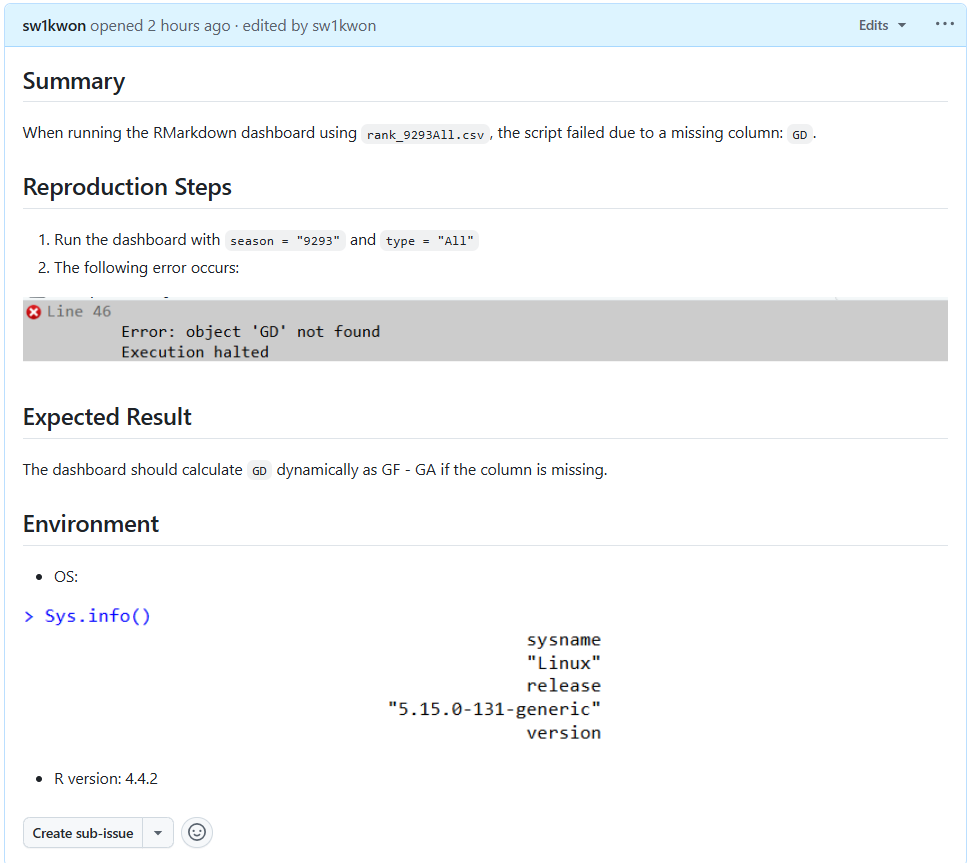 sw1kwon opened 2 hours ago · edited by sw1kwon Edits
Summary
When running the RMarkdown dashboard using rank_9293All.csv, the script failed due to a missing column: GD.
Reproduction Steps
1. Run the dashboard with season = "9293" and type = "All"
2. The following error occurs:
Line 46
Error: object 'GD' not found
Execution halted
Expected Result
The dashboard should calculate GD dynamically as GF - GA if the column is missing.
Environment
• OS:
> Sys.info()
sysname
"Linux"
release
"5.15.0-131-generic"
version
• R version: 4.4.2
Create sub-issue